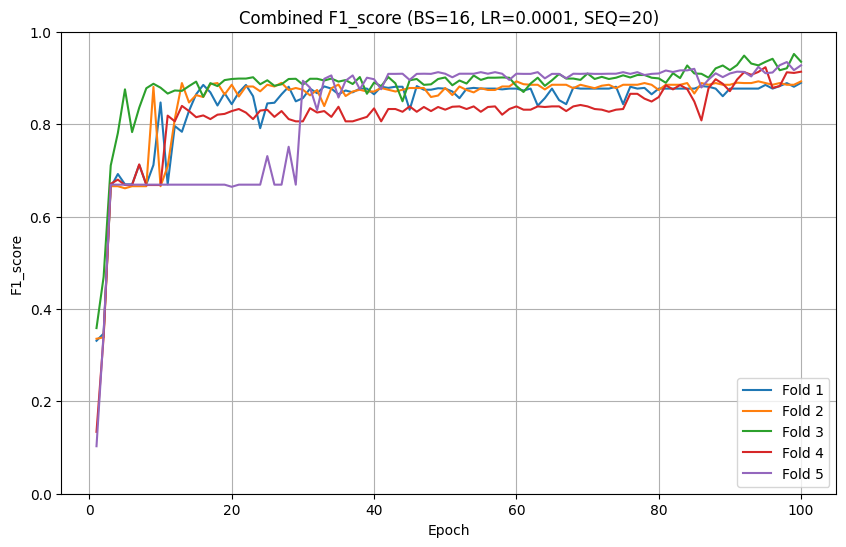 Combined F1_score (BS=16, LR=0.0001, SEQ=20)
F1_score
1.0
0.8
0.6
0.4
0.2
0.0
0 20 40 60 80 100
Epoch
Fold 1
Fold 2
Fold 3
Fold 4
Fold 5